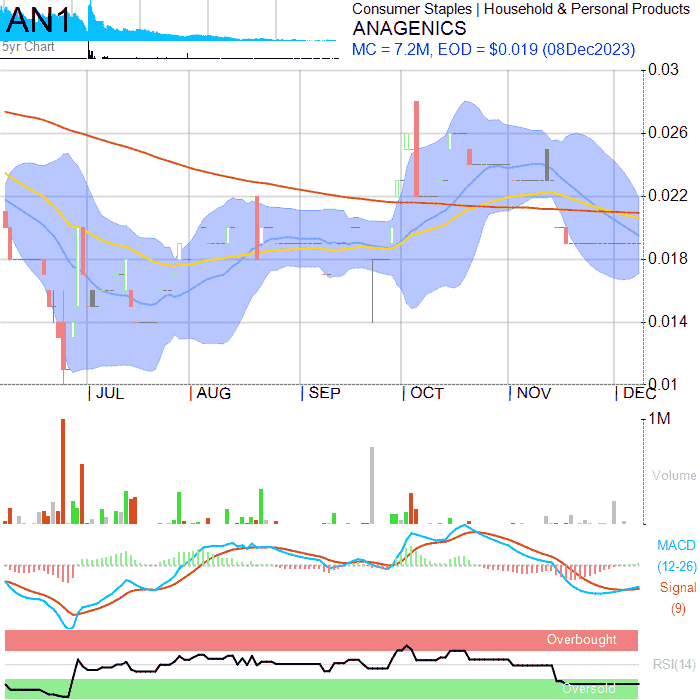 AN1
5yr Chart
Consumer Staples | Household & Personal Products
ANAGENICS
MC = 7.2M, EOD = $0.019 (08Dec2023)
0.03
0.026
0.022
0.018
0.014
0.01
JUL AUG SEP OCT NOV DEC
1M
Volume
MACD
(12-26)
Signal
(9)
Overbought
RSI(14)
Oversold